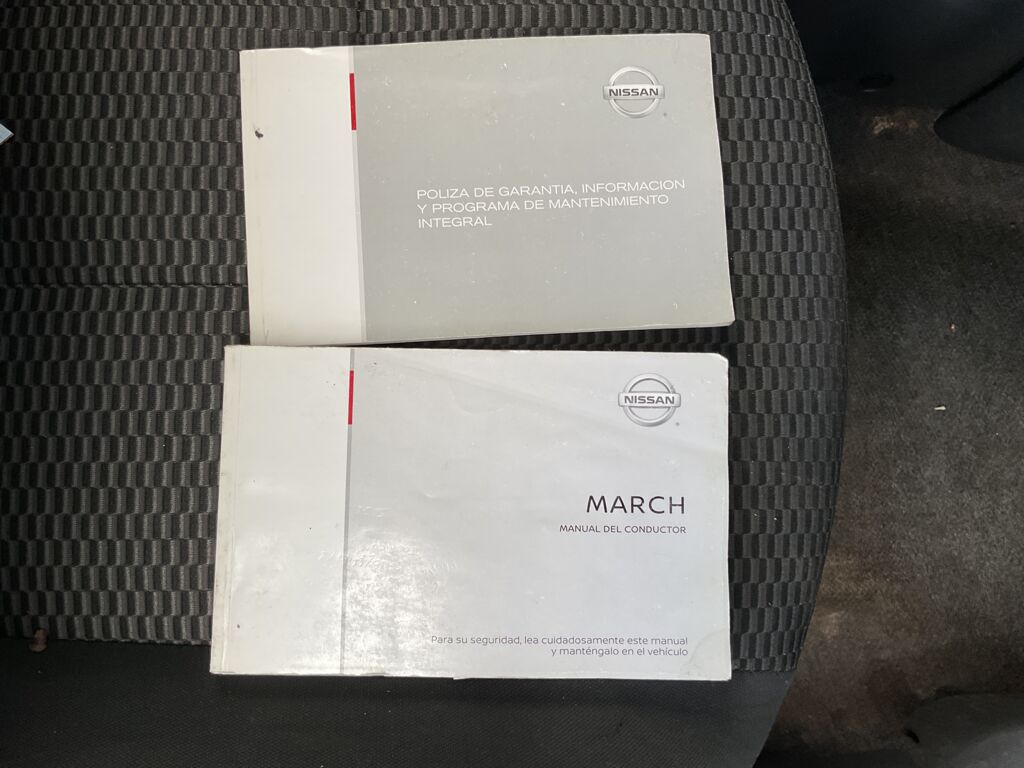 NISSAN
POLIZA DE GARANTIA, INFORMACION
Y PROGRAMA DE MANTENIMIENTO
INTEGRAL
NISSAN
MARCH
MANUAL DEL CONDUCTOR
Para su seguridad, lea cuidadosamente este manual
y manténgalo en el vehículo